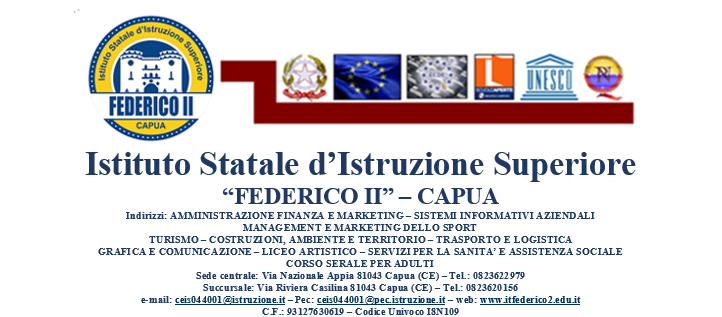 Istituto Statale d'Istruzione Superiore
FEDERICO II
CAPUA
SCUOLAPERTE
UNESCO
Istituto Statale d’Istruzione Superiore
“FEDERICO II” – CAPUA
Indirizzi: AMMINISTRAZIONE FINANZA E MARKETING – SISTEMI INFORMATIVI AZIENDALI
MANAGEMENT E MARKETING DELLO SPORT
TURISMO – COSTRUZIONI, AMBIENTE E TERRITORIO – TRASPORTO E LOGISTICA
GRAFICA E COMUNICAZIONE – LICEO ARTISTICO – SERVIZI PER LA SANITA’ E ASSISTENZA SOCIALE
CORSO SERALE PER ADULTI
Sede centrale: Via Nazionale Appia 81043 Capua (CE) – Tel.: 0823622979
Succursale: Via Riviera Casilina 81043 Capua (CE) – Tel.: 0823620156
e-mail: ceis044001@istruzione.it – Pec: ceis044001@pec.istruzione.it – web: www.itfederico2.edu.it
C.F.: 93127630619 – Codice Univoco I8N109